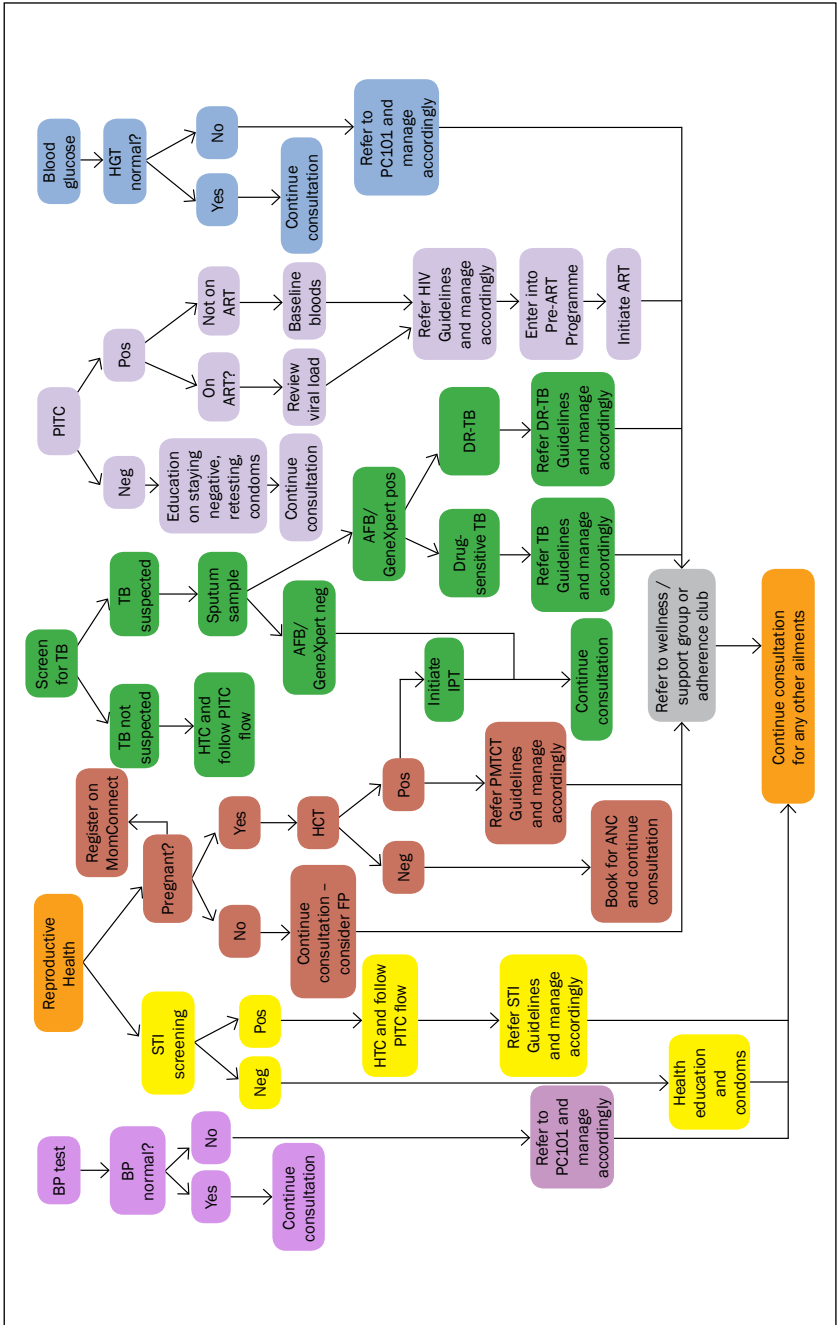 BP test
BP
normal?
Yes
No
Continue
consultation
Refer to
PC101 and
manage
accordingly
Reproductive
Health
STI
screening
Neg
Pos
HTC and follow
PITC flow
Refer STI
Guidelines
and manage
accordingly
Health
education
and
condoms
Register on
MomConnect
Pregnant?
No
Yes
Continue
consultation –
consider FP
HCT
Neg
Pos
Book for ANC
and continue
consultation
Refer PMTCT
Guidelines
and manage
accordingly
Initiate
IPT
Screen
for TB
TB not
suspected
TB
suspected
HTC and
follow PITC
flow
Sputum
sample
AFB/
GeneXpert neg
AFB/
GeneXpert pos
Continue
consultation
Drug-
sensitive TB
DR-TB
Refer TB
Guidelines
and manage
accordingly
Refer DR-TB
Guidelines
and manage
accordingly
PITC
Neg
Pos
Education
on staying
negative,
retesting,
condoms
Continue
consultation
On
ART?
Not on
ART
Review
viral load
Baseline
bloods
Refer HIV
Guidelines
and manage
accordingly
Enter into
Pre-ART
Programme
Initiate ART
Blood
glucose
HGT
normal?
Yes
No
Continue
consultation
Refer to
PC101 and
manage
accordingly
Refer to wellness /
support group or
adherence club
Continue consultation
for any other ailments